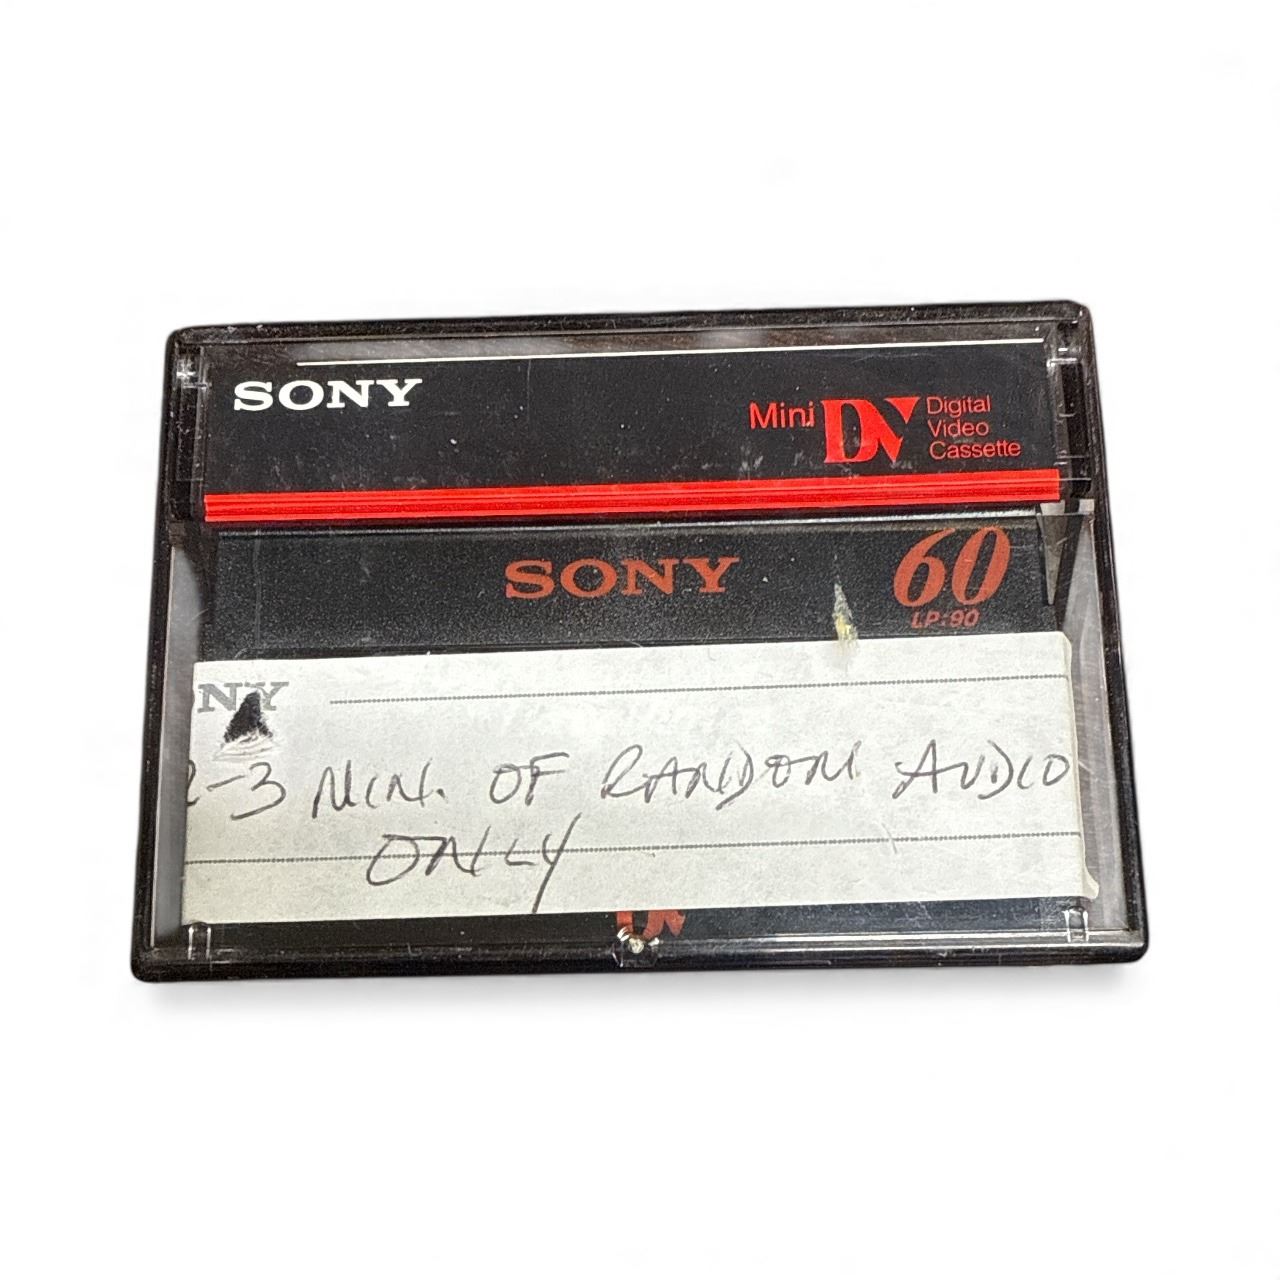 SONY
Mini DV Digital
Video
Cassette
SONY 60
LP:90
NY
2-3 MIN. OF RANDOM AUDIO
ONLY